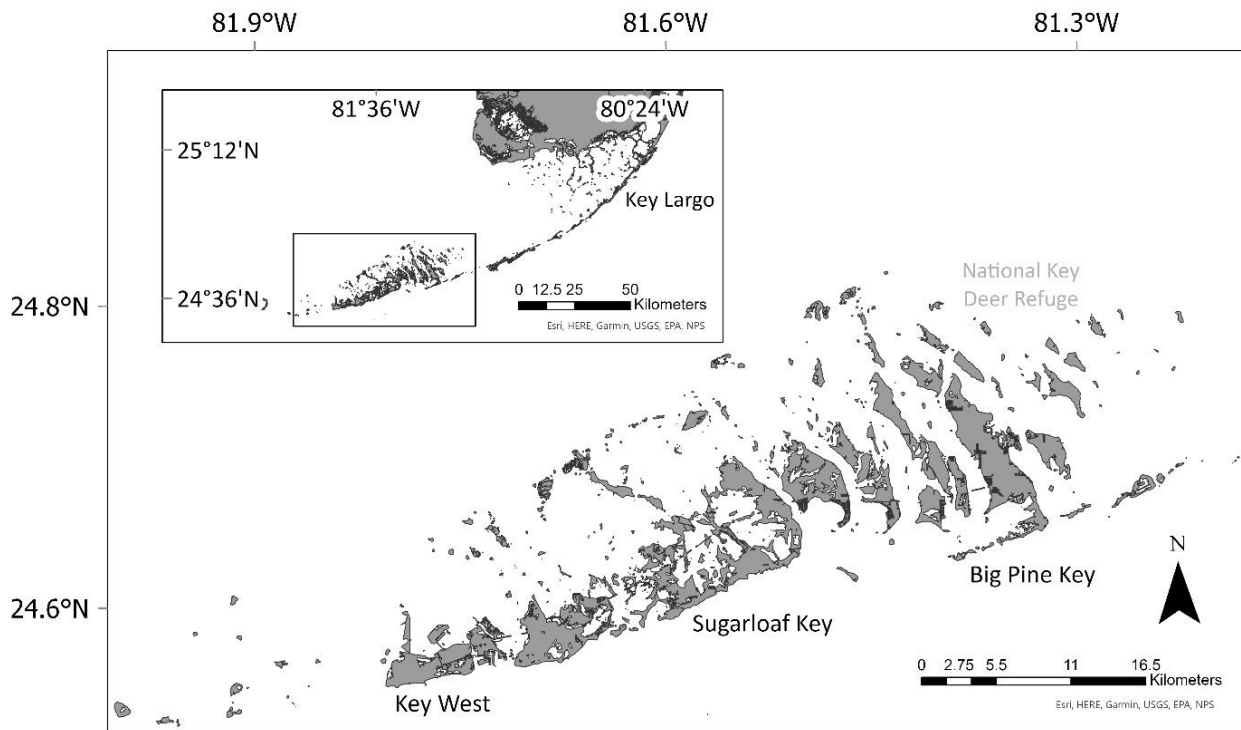 81.9°W 81.6°W 81.3°W
81°36'W 80°24'W
25°12'N
Key Largo
24°36'N
0 12.5 25 50
Kilometers
Esri, HERE, Garmin, USGS, EPA, NPS
National Key
Deer Refuge
24.8°N
Big Pine Key
N
24.6°N
Sugarloaf Key
0 2.75 5.5 11 16.5
Kilometers
Key West
Esri, HERE, Garmin, USGS, EPA, NPS